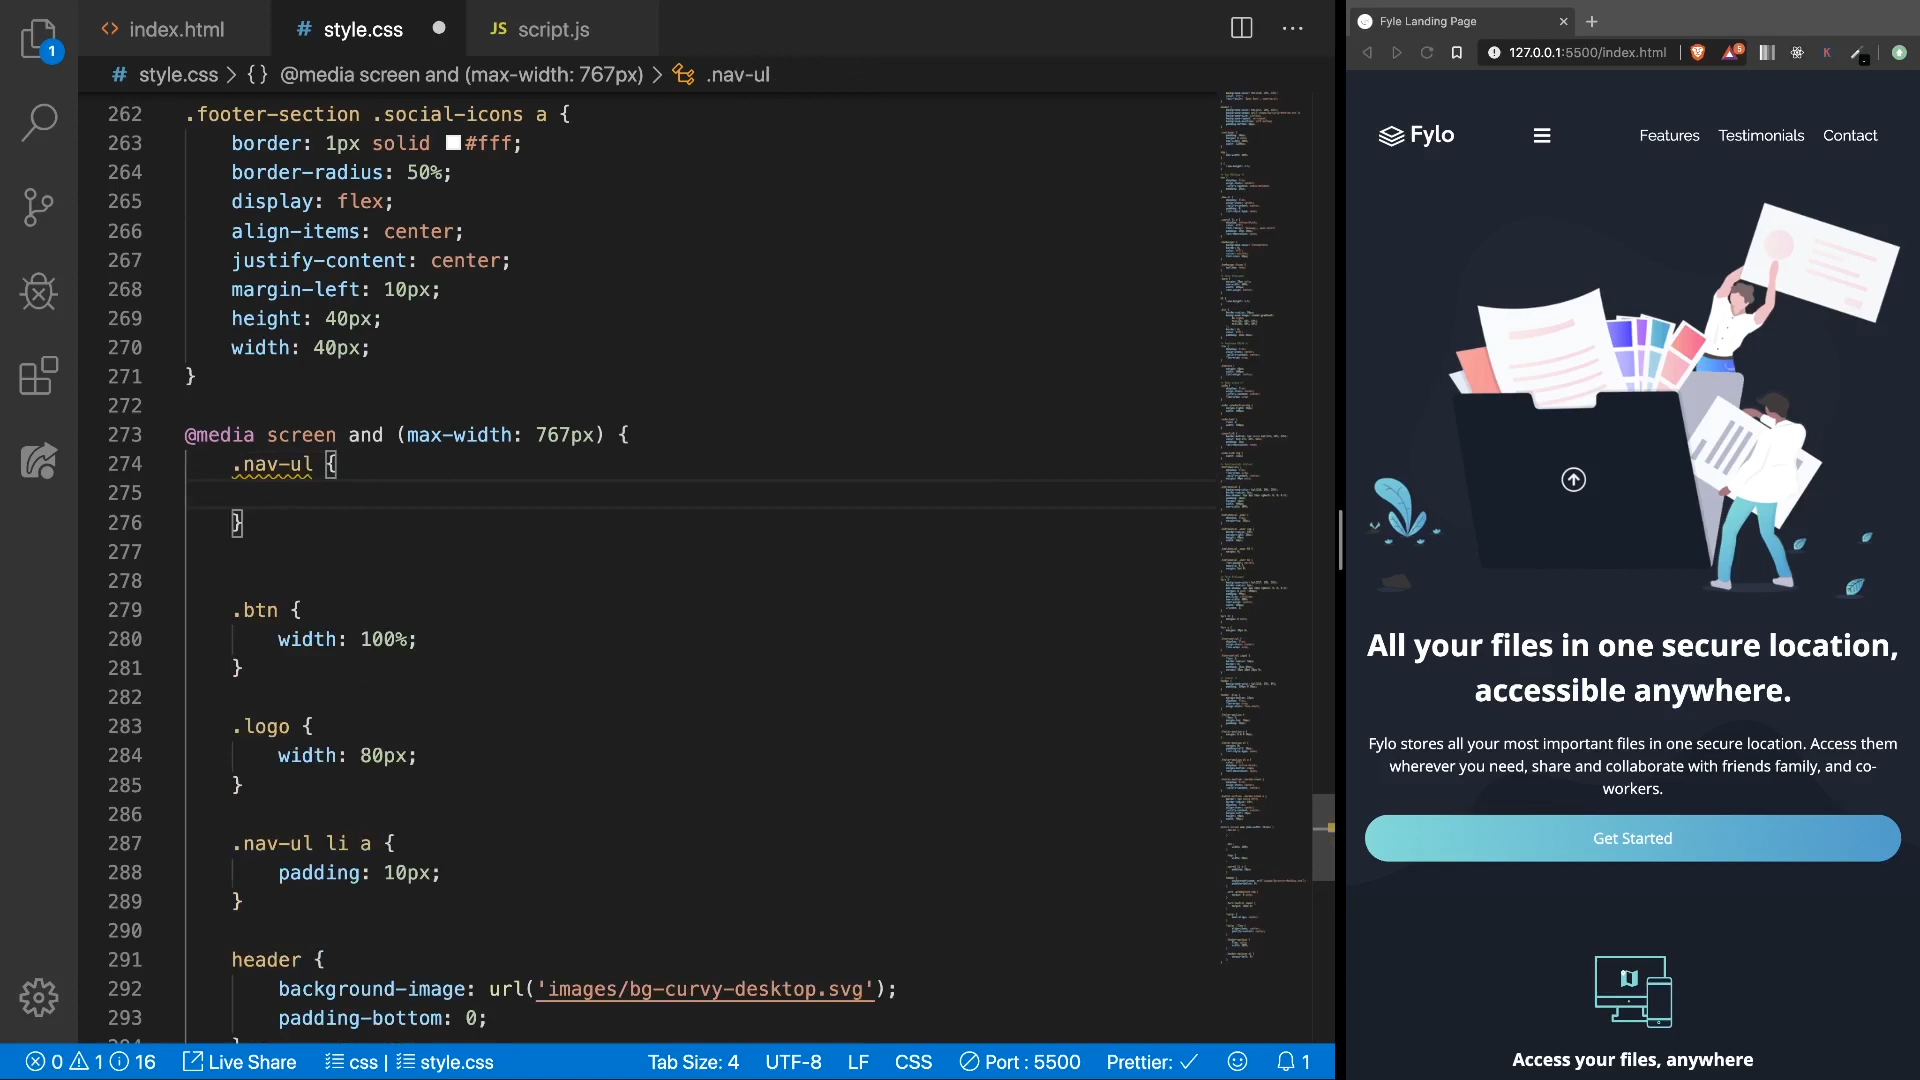 index.html
# style.css
JS script.js
# style.css > {} @media screen and (max-width: 767px) > .nav-ul
262 .footer-section .social-icons a {
263 border: 1px solid #fff;
264 border-radius: 50%;
265 display: flex;
266 align-items: center;
267 justify-content: center;
268 margin-left: 10px;
269 height: 40px;
270 width: 40px;
271 }
272
273 @media screen and (max-width: 767px) {
274 .nav-ul {
275
276 }
277
278
279 .btn {
280 width: 100%;
281 }
282
283 .logo {
284 width: 80px;
285 }
286
287 .nav-ul li a {
288 padding: 10px;
289 }
290
291 header {
292 background-image: url('images/bg-curvy-desktop.svg');
293 padding-bottom: 0;
1
0 1 16 Live Share css | style.css Tab Size: 4 UTF-8 LF CSS Port : 5500 Prettier: ✓ 1
Fyle Landing Page
127.0.0.1:5500/index.html
5
K
Fylo
Features Testimonials Contact
All your files in one secure location,
accessible anywhere.
Fylo stores all your most important files in one secure location. Access them
wherever you need, share and collaborate with friends family, and co-
workers.
Get Started
Access your files, anywhere